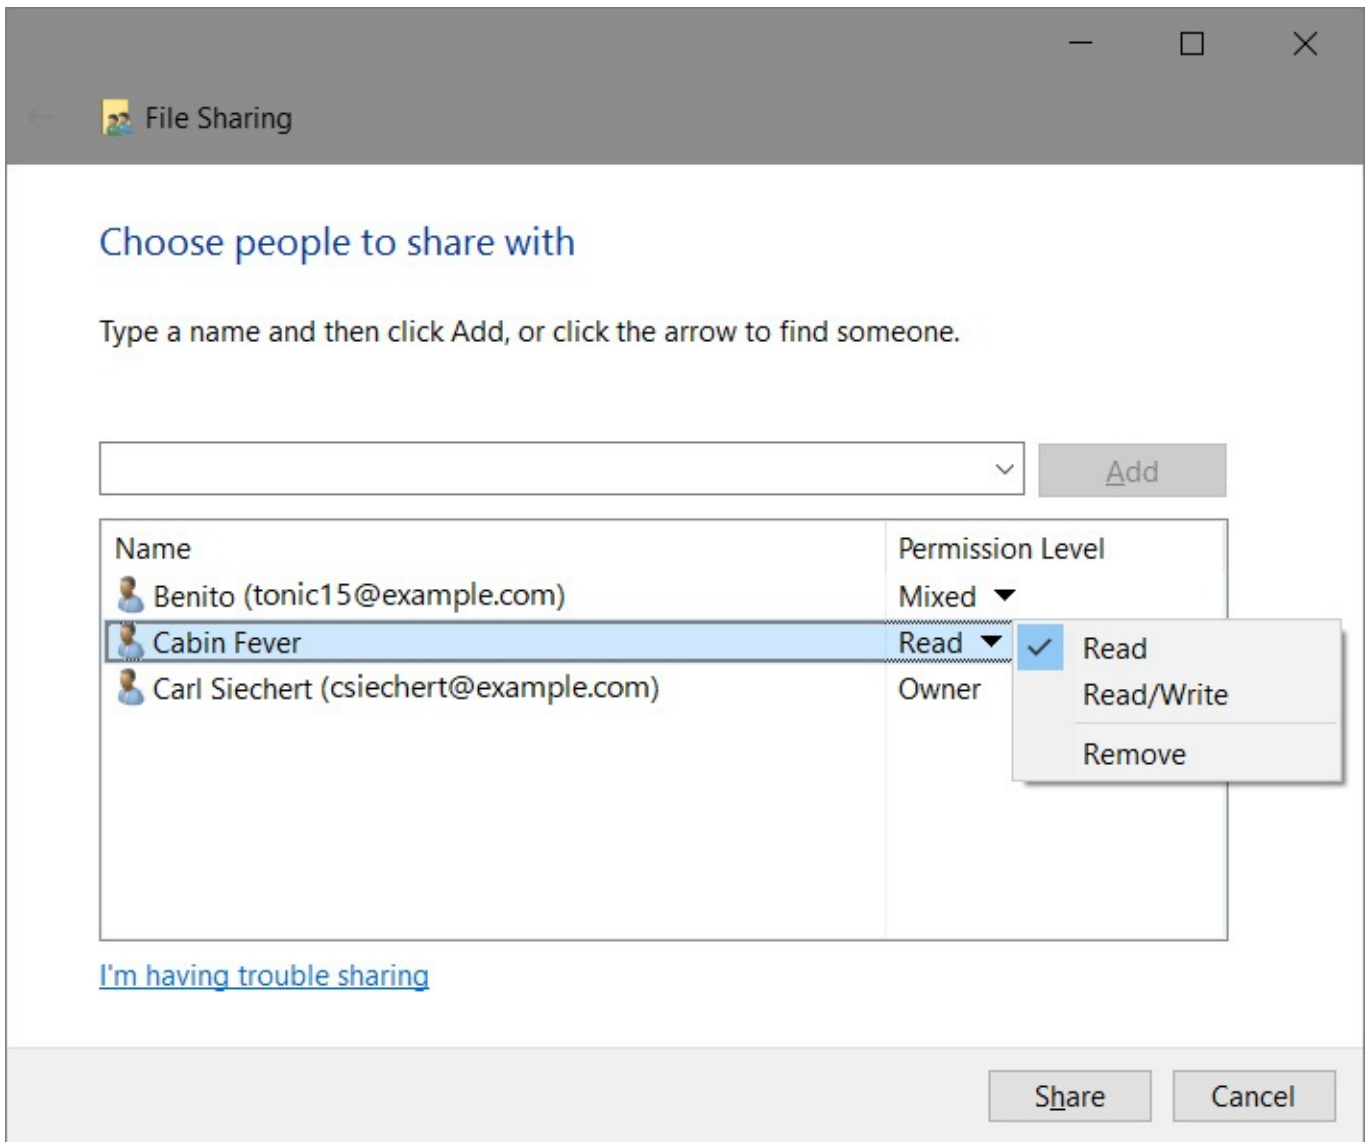 File Sharing
Choose people to share with
Type a name and then click Add, or click the arrow to find someone.
Add
Name Permission Level
Benito (tonic15@example.com) Mixed
Cabin Fever Read
Carl Siechert (csiechert@example.com) Owner
Read
Read/Write
Remove
I'm having trouble sharing
Share Cancel